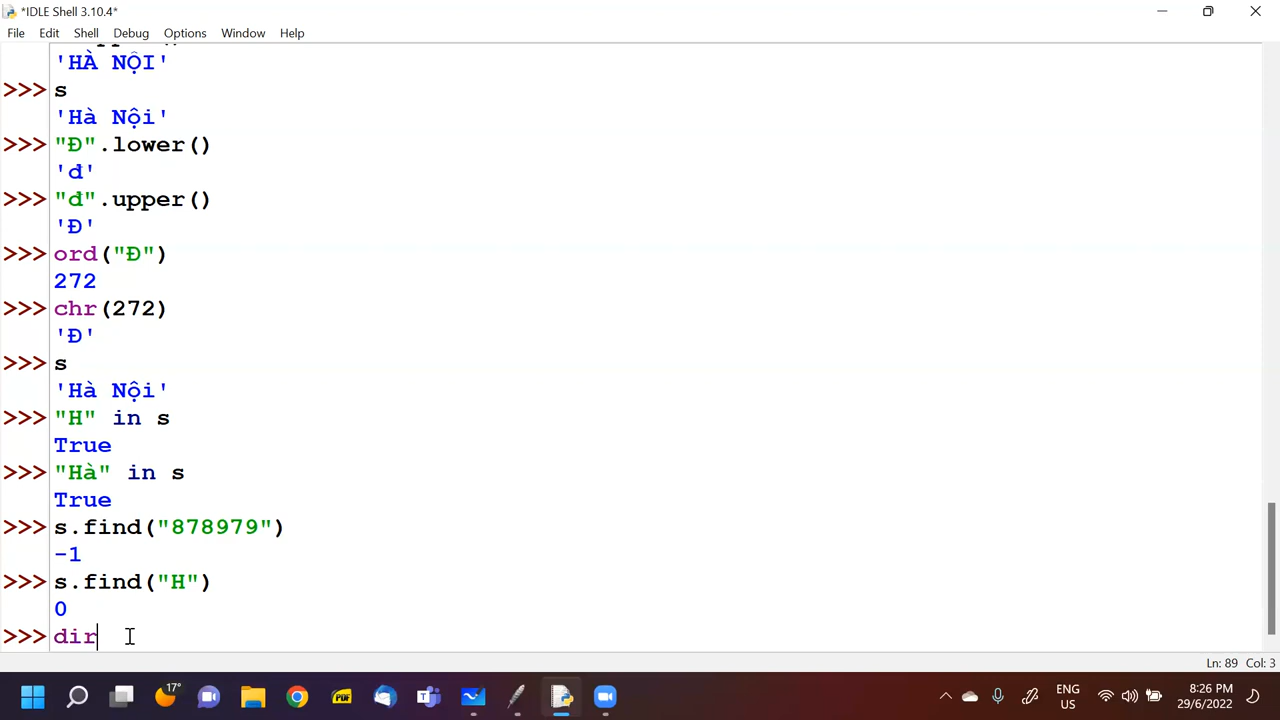 *IDLE Shell 3.10.4*
File Edit Shell Debug Options Window Help
'HÀ NỘI'
>>> s
'Hà Nội'
>>> "Đ".lower()
'đ'
>>> "đ".upper()
'Đ'
>>> ord("Đ")
272
>>> chr(272)
'Đ'
>>> s
'Hà Nội'
>>> "H" in s
True
>>> "Hà" in s
True
>>> s.find("878979")
-1
>>> s.find("H")
0
>>> dir
Ln: 89 Col: 3
17°
PDF
ENG
US
8:26 PM
29/6/2022